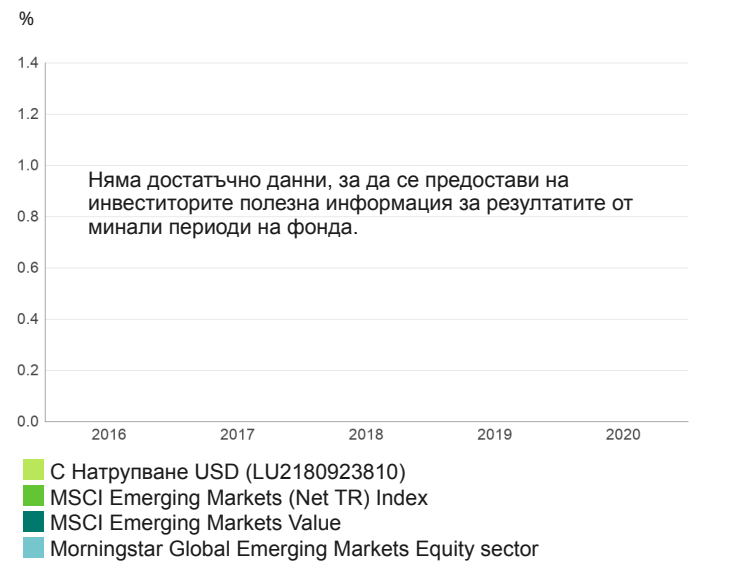 %
1.4
1.2
1.0
Няма достатъчно данни, за да се предостави на
инвеститорите полезна информация за резултатите от
минали периоди на фонда.
0.8
0.6
0.4
0.2
0.0
2016 2017 2018 2019 2020
C Натрупване USD (LU2180923810)
MSCI Emerging Markets (Net TR) Index
MSCI Emerging Markets Value
Morningstar Global Emerging Markets Equity sector